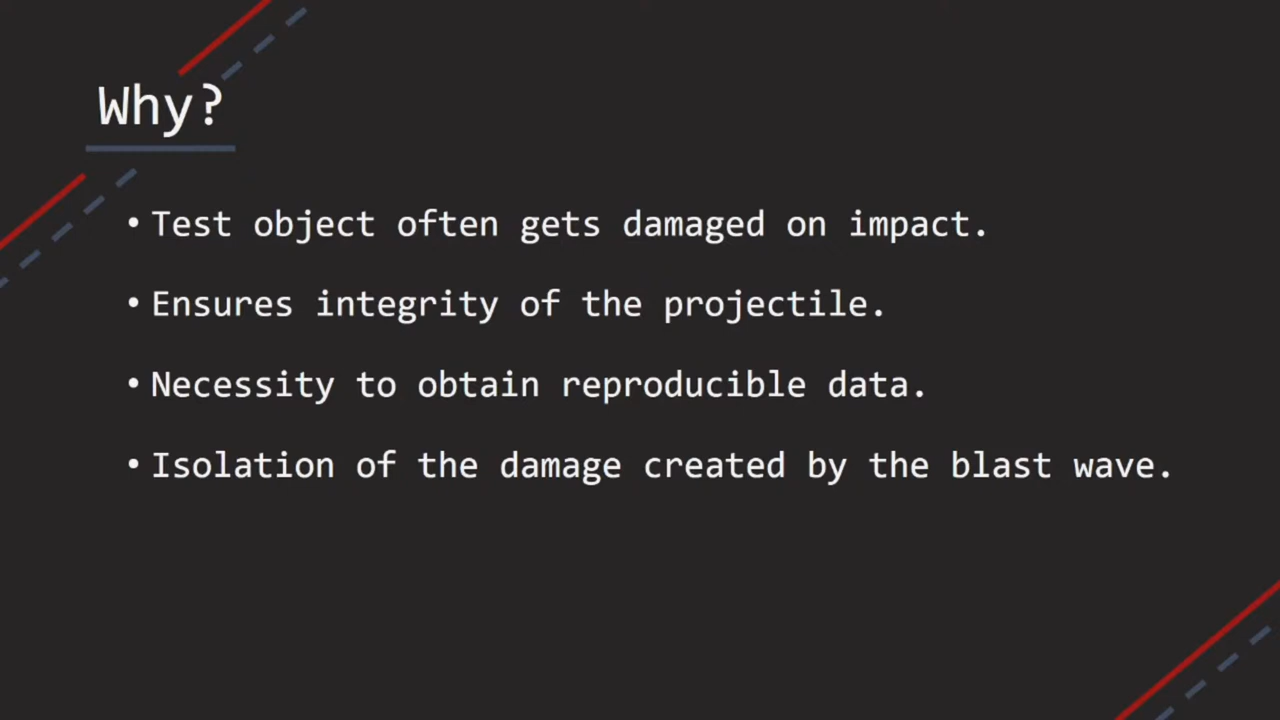 Why?
• Test object often gets damaged on impact.
• Ensures integrity of the projectile.
• Necessity to obtain reproducible data.
• Isolation of the damage created by the blast wave.